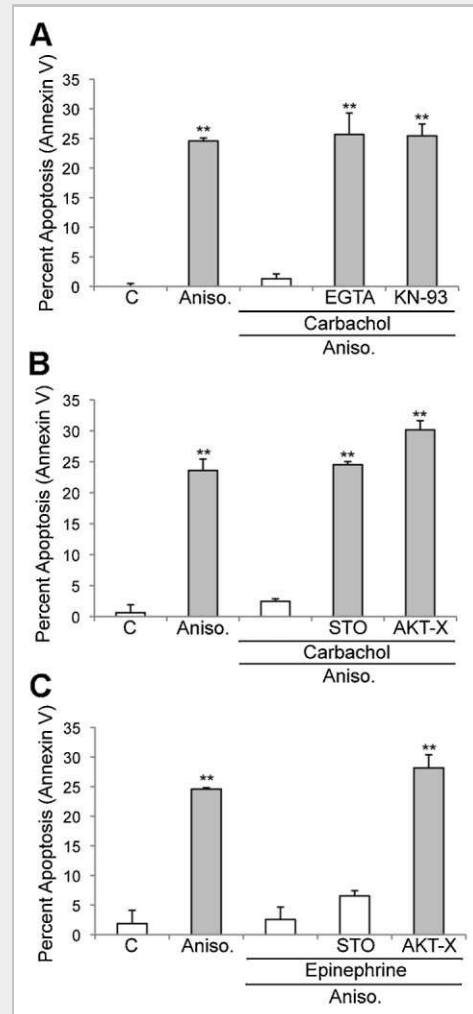 A
Percent Apoptosis (Annexin V)
35
30
25
20
15
10
5
0
**
**
**
C Aniso. EGTA KN-93
Carbachol
Aniso.
B
Percent Apoptosis (Annexin V)
35
30
25
20
15
10
5
0
**
**
**
C Aniso. STO AKT-X
Carbachol
Aniso.
C
Percent Apoptosis (Annexin V)
35
30
25
20
15
10
5
0
**
**
C Aniso. STO AKT-X
Epinephrine
Aniso.